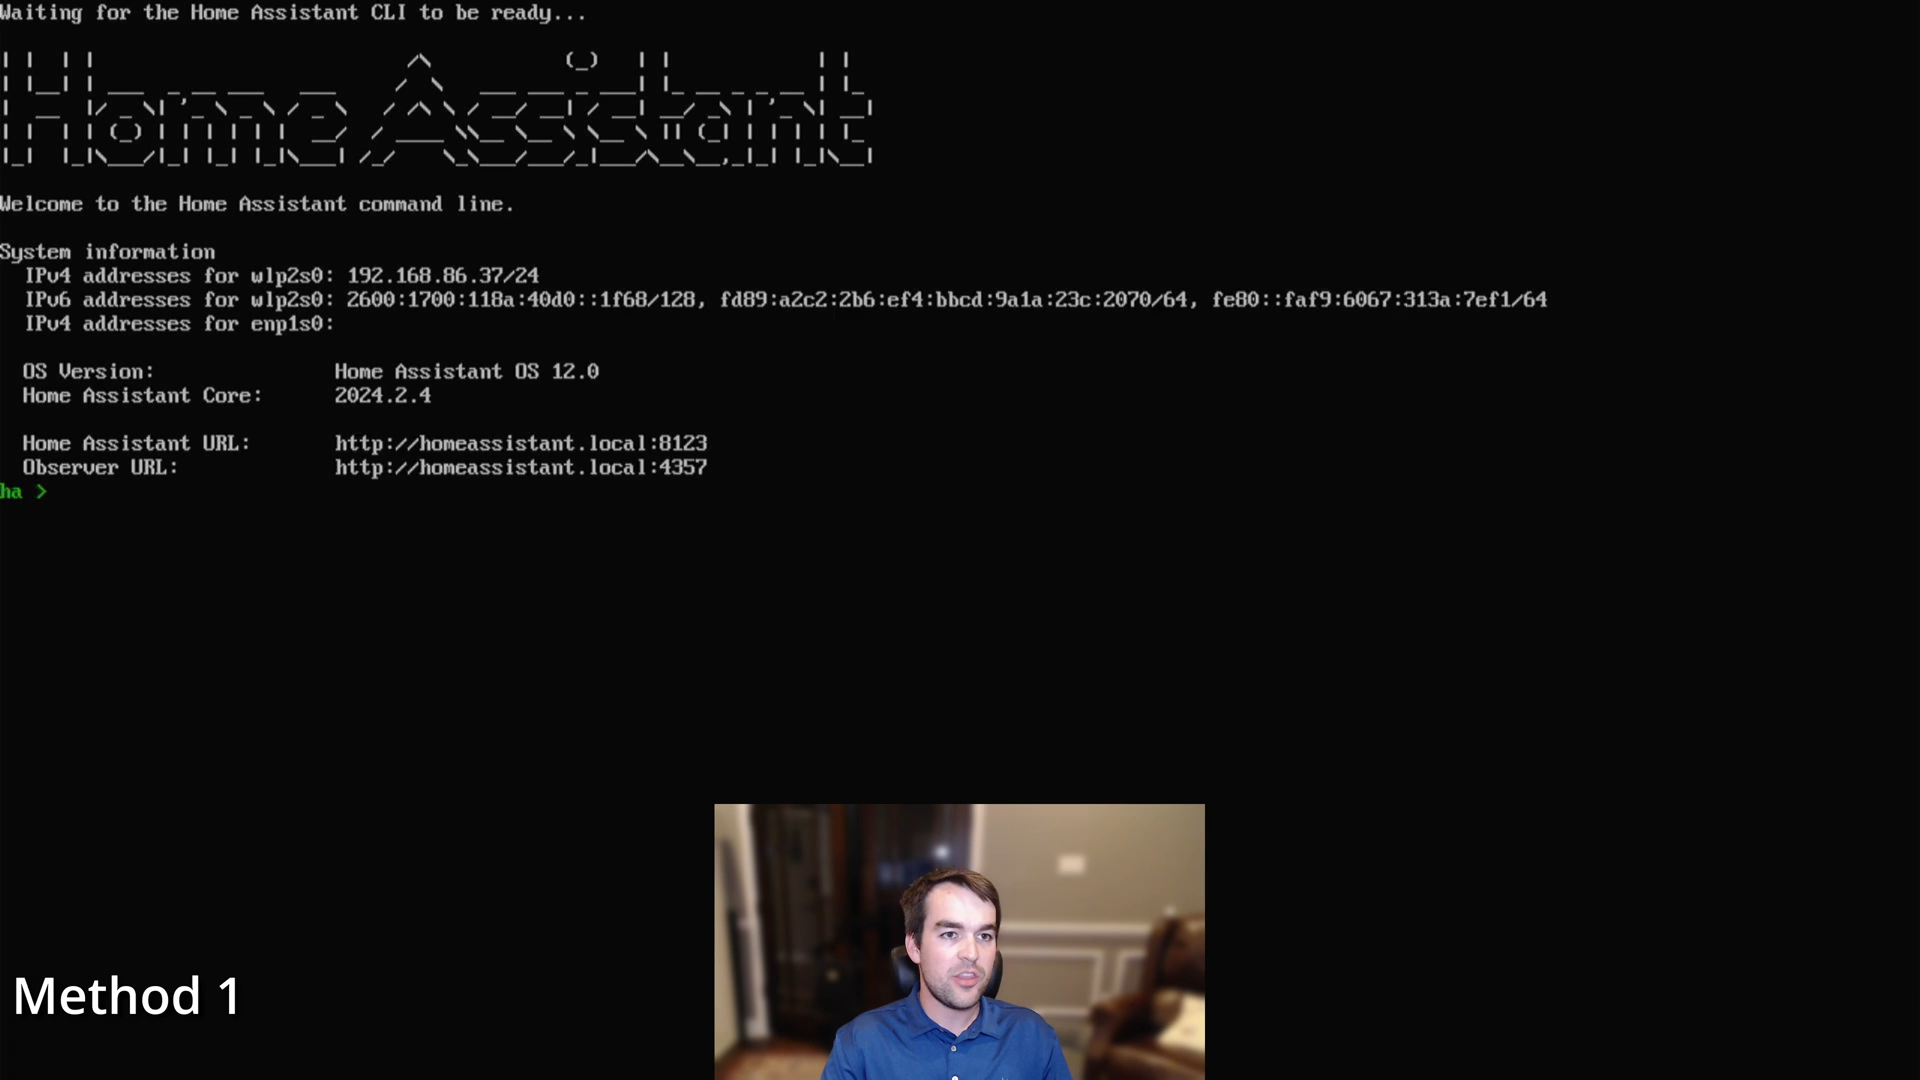 Waiting for the Home Assistant CLI to be ready...
Home Assistant
Welcome to the Home Assistant command line.
System information
IPv4 addresses for wlp2s0: 192.168.86.37/24
IPv6 addresses for wlp2s0: 2600:1700:118a:40d0::1f68/128, fd89:a2c2:2b6:ef4:bbcd:9a1a:23c:2070/64, fe80::faf9:6067:313a:7ef1/64
IPv4 addresses for enp1s0:
OS Version: Home Assistant OS 12.0
Home Assistant Core: 2024.2.4
Home Assistant URL: http://homeassistant.local:8123
Observer URL: http://homeassistant.local:4357
ha >
Method 1